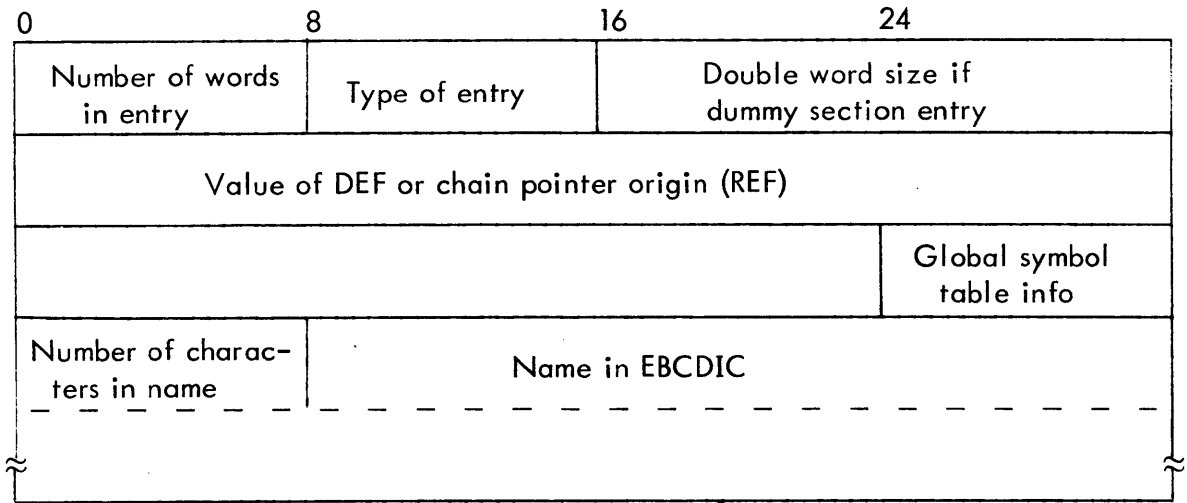 0 8 16 24
Number of words
in entry
Type of entry
Double word size if
dummy section entry
Value of DEF or chain pointer origin (REF)
Global symbol
table info
Number of charac-
ters in name
Name in EBCDIC